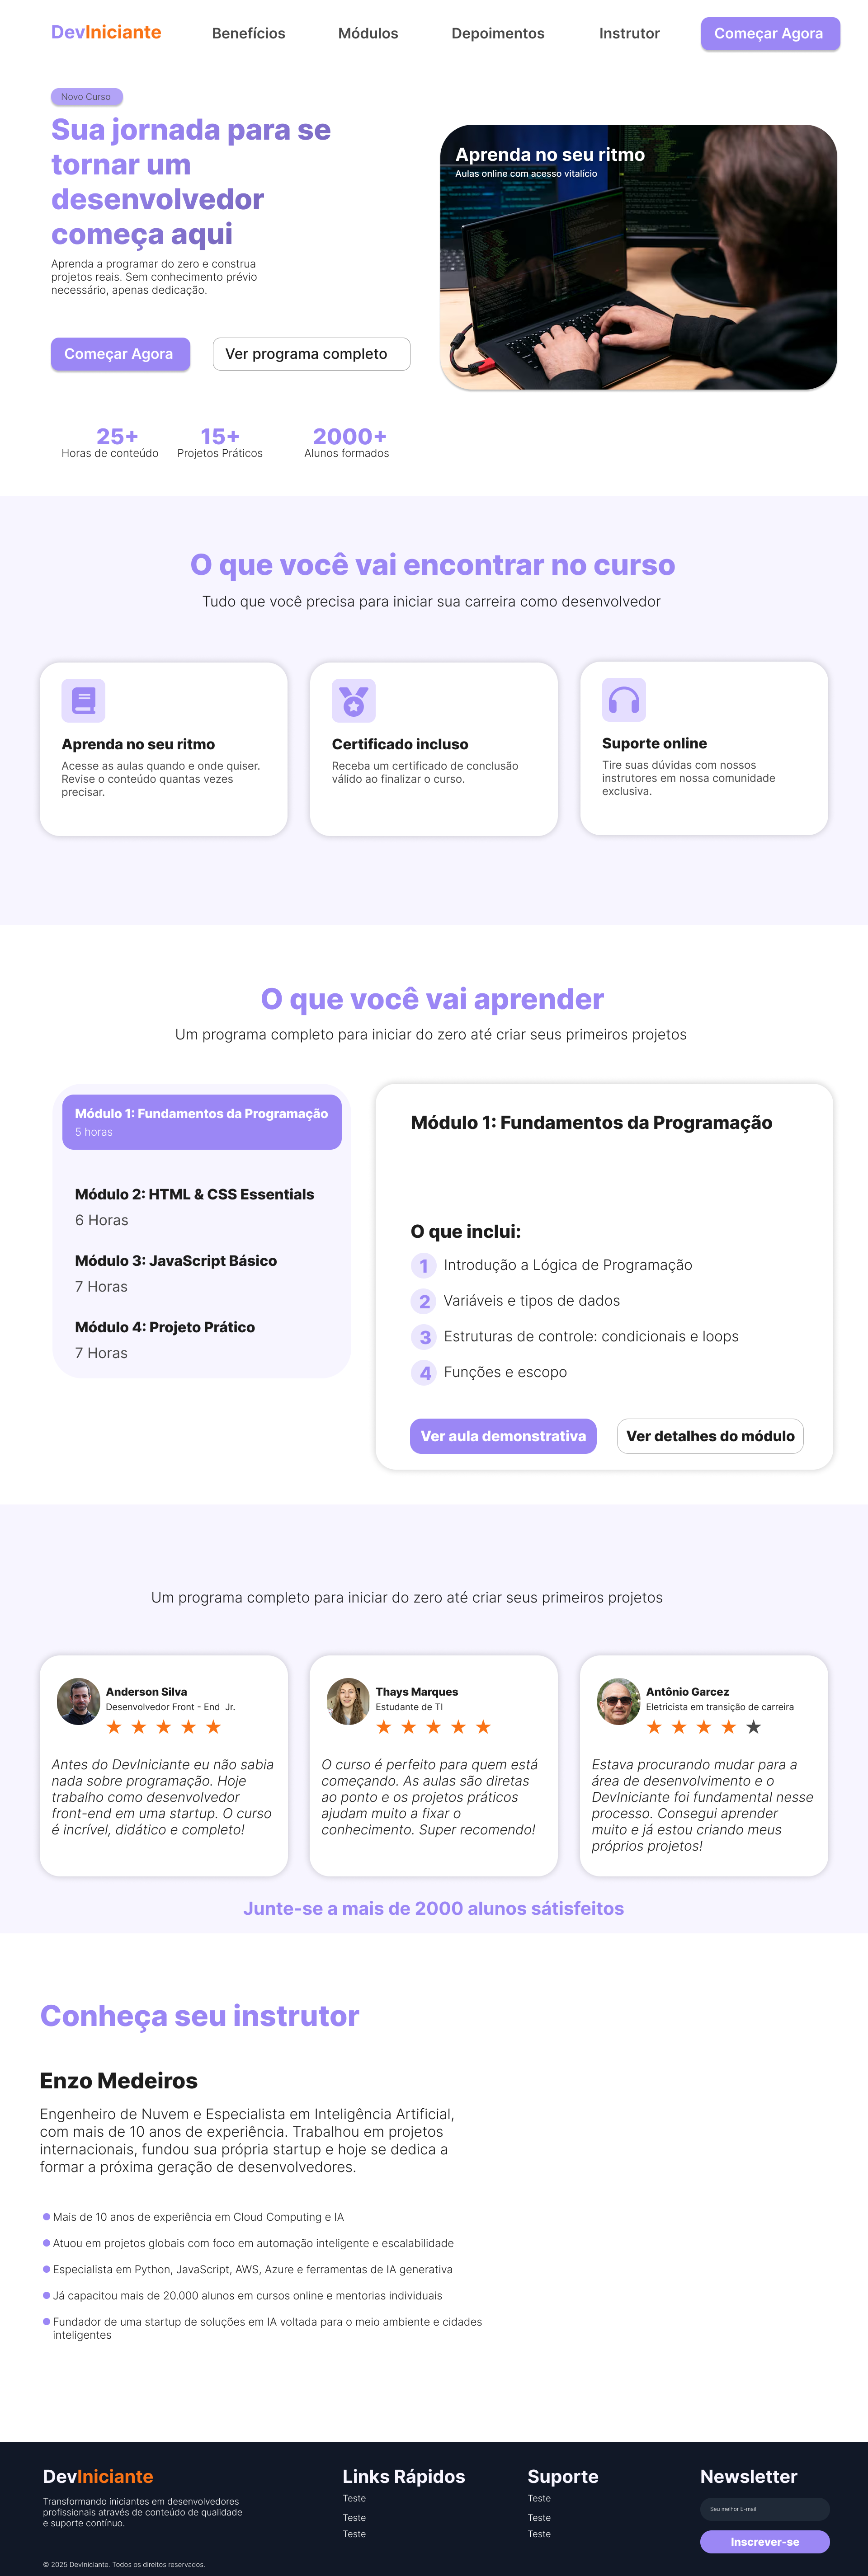 DevIniciante
Benefícios
Módulos
Depoimentos
Instrutor
Começar Agora
Novo Curso
Sua jornada para se
tornar um
desenvolvedor
começa aqui
Aprenda a programar do zero e construa
projetos reais. Sem conhecimento prévio
necessário, apenas dedicação.
Começar Agora
Ver programa completo
Aprenda no seu ritmo
Aulas online com acesso vitalício
25+
Horas de conteúdo
15+
Projetos Práticos
2000+
Alunos formados
O que você vai encontrar no curso
Tudo que você precisa para iniciar sua carreira como desenvolvedor
Aprenda no seu ritmo
Acesse as aulas quando e onde quiser.
Revise o conteúdo quantas vezes
precisar.
Certificado incluso
Receba um certificado de conclusão
válido ao finalizar o curso.
Suporte online
Tire suas dúvidas com nossos
instrutores em nossa comunidade
exclusiva.
O que você vai aprender
Um programa completo para iniciar do zero até criar seus primeiros projetos
Módulo 1: Fundamentos da Programação
5 horas
Módulo 2: HTML & CSS Essentials
6 Horas
Módulo 3: JavaScript Básico
7 Horas
Módulo 4: Projeto Prático
7 Horas
Módulo 1: Fundamentos da Programação
O que inclui:
1 Introdução a Lógica de Programação
2 Variáveis e tipos de dados
3 Estruturas de controle: condicionais e loops
4 Funções e escopo
Ver aula demonstrativa
Ver detalhes do módulo
Um programa completo para iniciar do zero até criar seus primeiros projetos
Anderson Silva
Desenvolvedor Front - End Jr.
Antes do DevIniciante eu não sabia
nada sobre programação. Hoje
trabalho como desenvolvedor
front-end em uma startup. O curso
é incrível, didático e completo!
Thays Marques
Estudante de TI
O curso é perfeito para quem está
começando. As aulas são diretas
ao ponto e os projetos práticos
ajudam muito a fixar o
conhecimento. Super recomendo!
Antônio Garcez
Eletricista em transição de carreira
Estava procurando mudar para a
área de desenvolvimento e o
DevIniciante foi fundamental nesse
processo. Consegui aprender
muito e já estou criando meus
próprios projetos!
Junte-se a mais de 2000 alunos sátisfeitos
Conheça seu instrutor
Enzo Medeiros
Engenheiro de Nuvem e Especialista em Inteligência Artificial,
com mais de 10 anos de experiência. Trabalhou em projetos
internacionais, fundou sua própria startup e hoje se dedica a
formar a próxima geração de desenvolvedores.
Mais de 10 anos de experiência em Cloud Computing e IA
Atuou em projetos globais com foco em automação inteligente e escalabilidade
Especialista em Python, JavaScript, AWS, Azure e ferramentas de IA generativa
Já capacitou mais de 20.000 alunos em cursos online e mentorias individuais
Fundador de uma startup de soluções em IA voltada para o meio ambiente e cidades
inteligentes
DevIniciante
Transformando iniciantes em desenvolvedores
profissionais através de conteúdo de qualidade
e suporte contínuo.
© 2025 DevIniciante. Todos os direitos reservados.
Links Rápidos
Teste
Teste
Teste
Suporte
Teste
Teste
Teste
Newsletter
Seu melhor E-mail
Inscrever-se